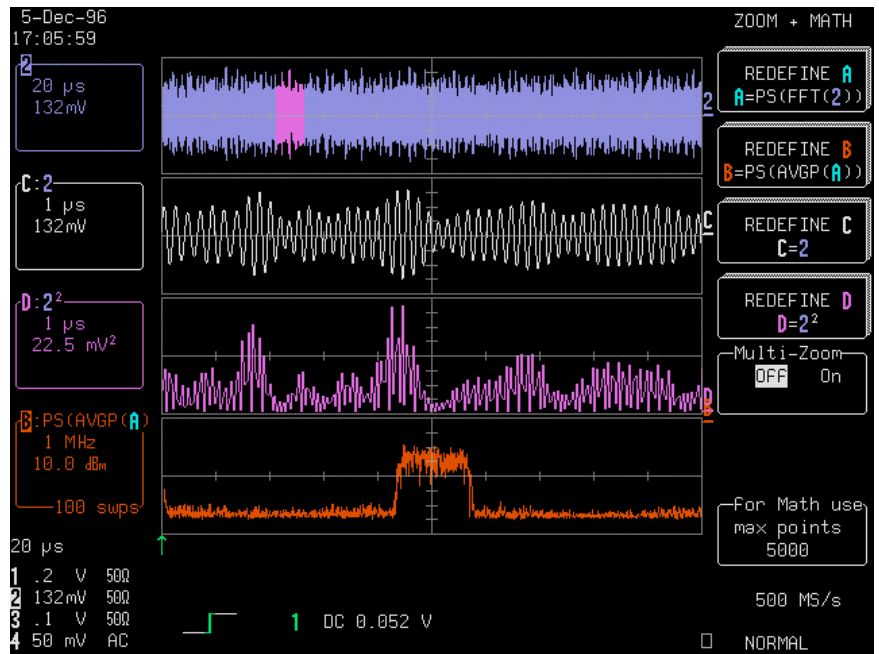 5-Dec-96
17:05:59
2
20 µs
132mV
C:2
1 µs
132mV
D:2²
1 µs
22.5 mV²
B:PS(AVGP(A)
1 MHz
10.0 dBm
100 swps
20 µs
1 .2 V 50Ω
2 132mV 50Ω
3 .1 V 50Ω
4 50 mV AC
2
C
D
B
1 DC 0.052 V
ZOOM + MATH
REDEFINE A
A=PS(FFT(2))
REDEFINE B
B=PS(AVGP(A))
REDEFINE C
C=2
REDEFINE D
D=2²
Multi-Zoom
OFF On
For Math use
max points
5000
500 MS/s
NORMAL